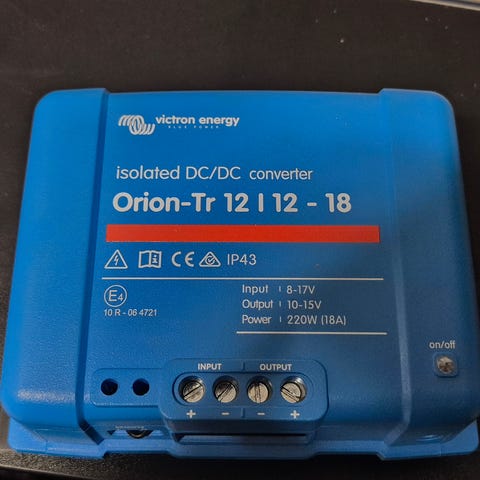 victron energy
BLUE POWER
isolated DC/DC converter
Orion-Tr 12 | 12 - 18
CE IP43
E4
10 R - 06 4721
Input : 8-17V
Output : 10-15V
Power : 220W (18A)
on/off
INPUT OUTPUT
+ - - +